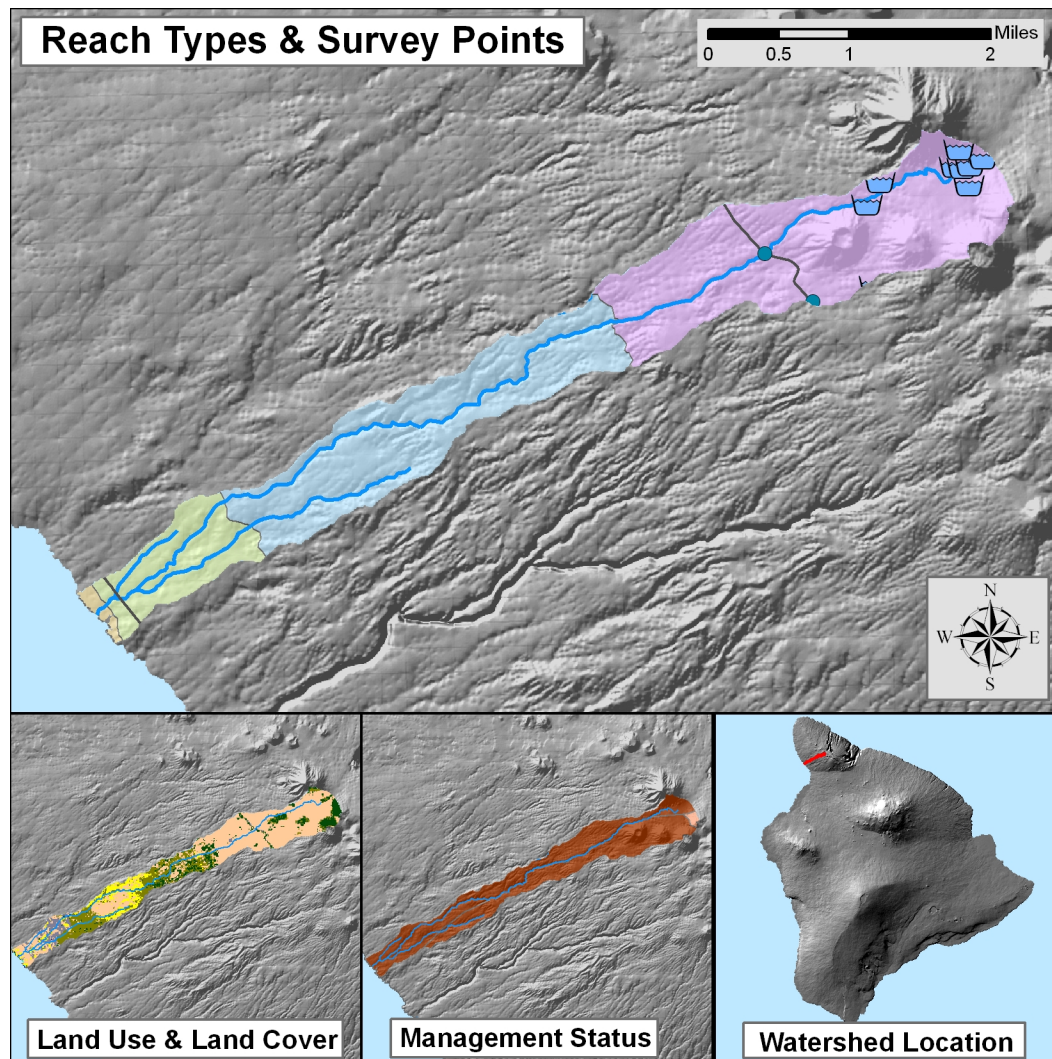 Reach Types & Survey Points
Miles
0 0.5 1 2
N
W E
S
Land Use & Land Cover
Management Status
Watershed Location